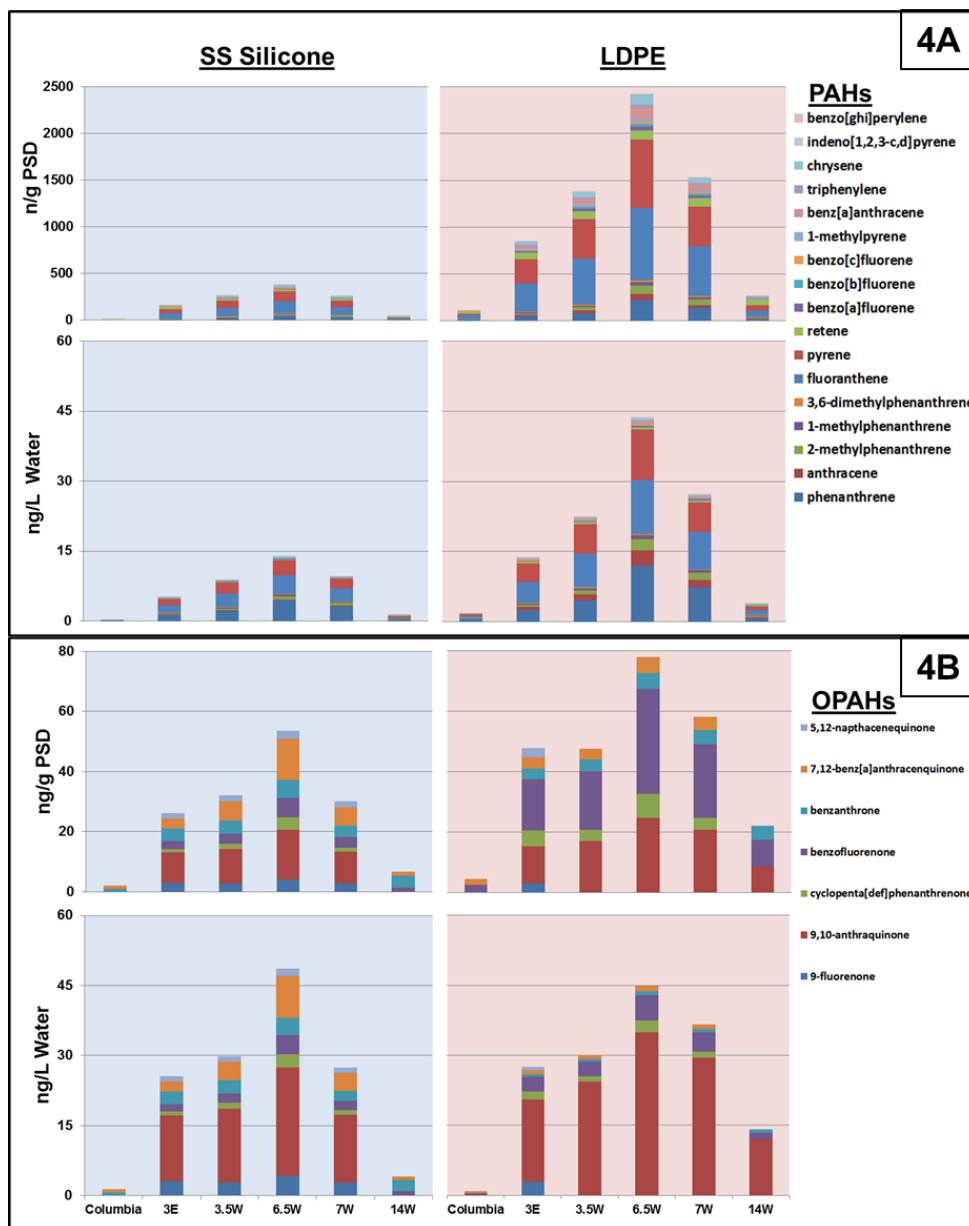 4A
SS Silicone
LDPE
n/g PSD
2500
2000
1500
1000
500
0
PAHs
benzo[ghi]perylene
indeno[1,2,3-c,d]pyrene
chrysene
triphenylene
benz[a]anthracene
1-methylpyrene
benzo[c]fluorene
benzo[b]fluorene
benzo[a]fluorene
retene
pyrene
fluoranthene
3,6-dimethylphenanthrene
1-methylphenanthrene
2-methylphenanthrene
anthracene
phenanthrene
ng/L Water
60
45
30
15
0
4B
ng/g PSD
80
60
40
20
0
OPAHs
5,12-napthacenequinone
7,12-benz[a]anthracenquinone
benzanthrone
benzofluorenone
cyclopenta[def]phenanthrenone
9,10-anthraquinone
9-fluorenone
ng/L Water
60
45
30
15
0
Columbia 3E 3.5W 6.5W 7W 14W
Columbia 3E 3.5W 6.5W 7W 14W